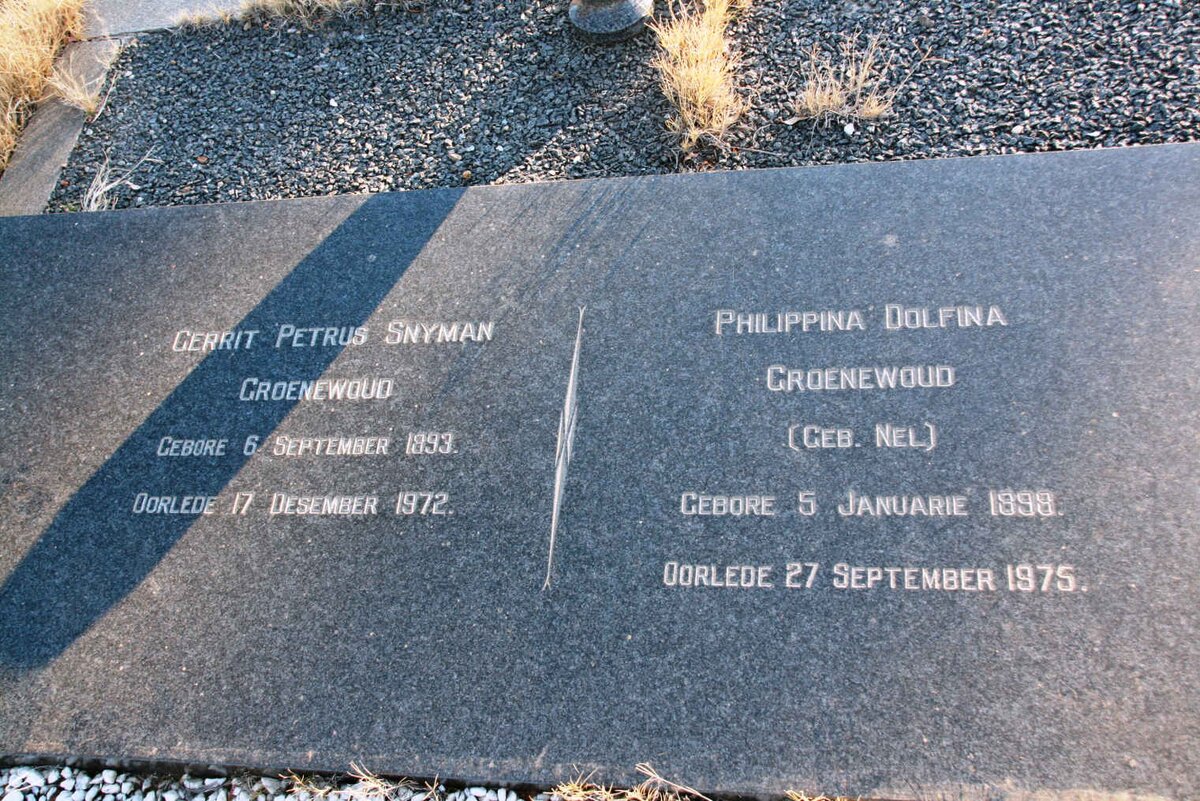 GERRIT PETRUS SNYMAN
GROENEWOUD
GEBORE 6 SEPTEMBER 1893.
OORLEDE 17 DESEMBER 1972.
PHILIPPINA DOLFINA
GROENEWOUD
(GEB. NEL)
GEBORE 5 JANUARIE 1898.
OORLEDE 27 SEPTEMBER 1975.